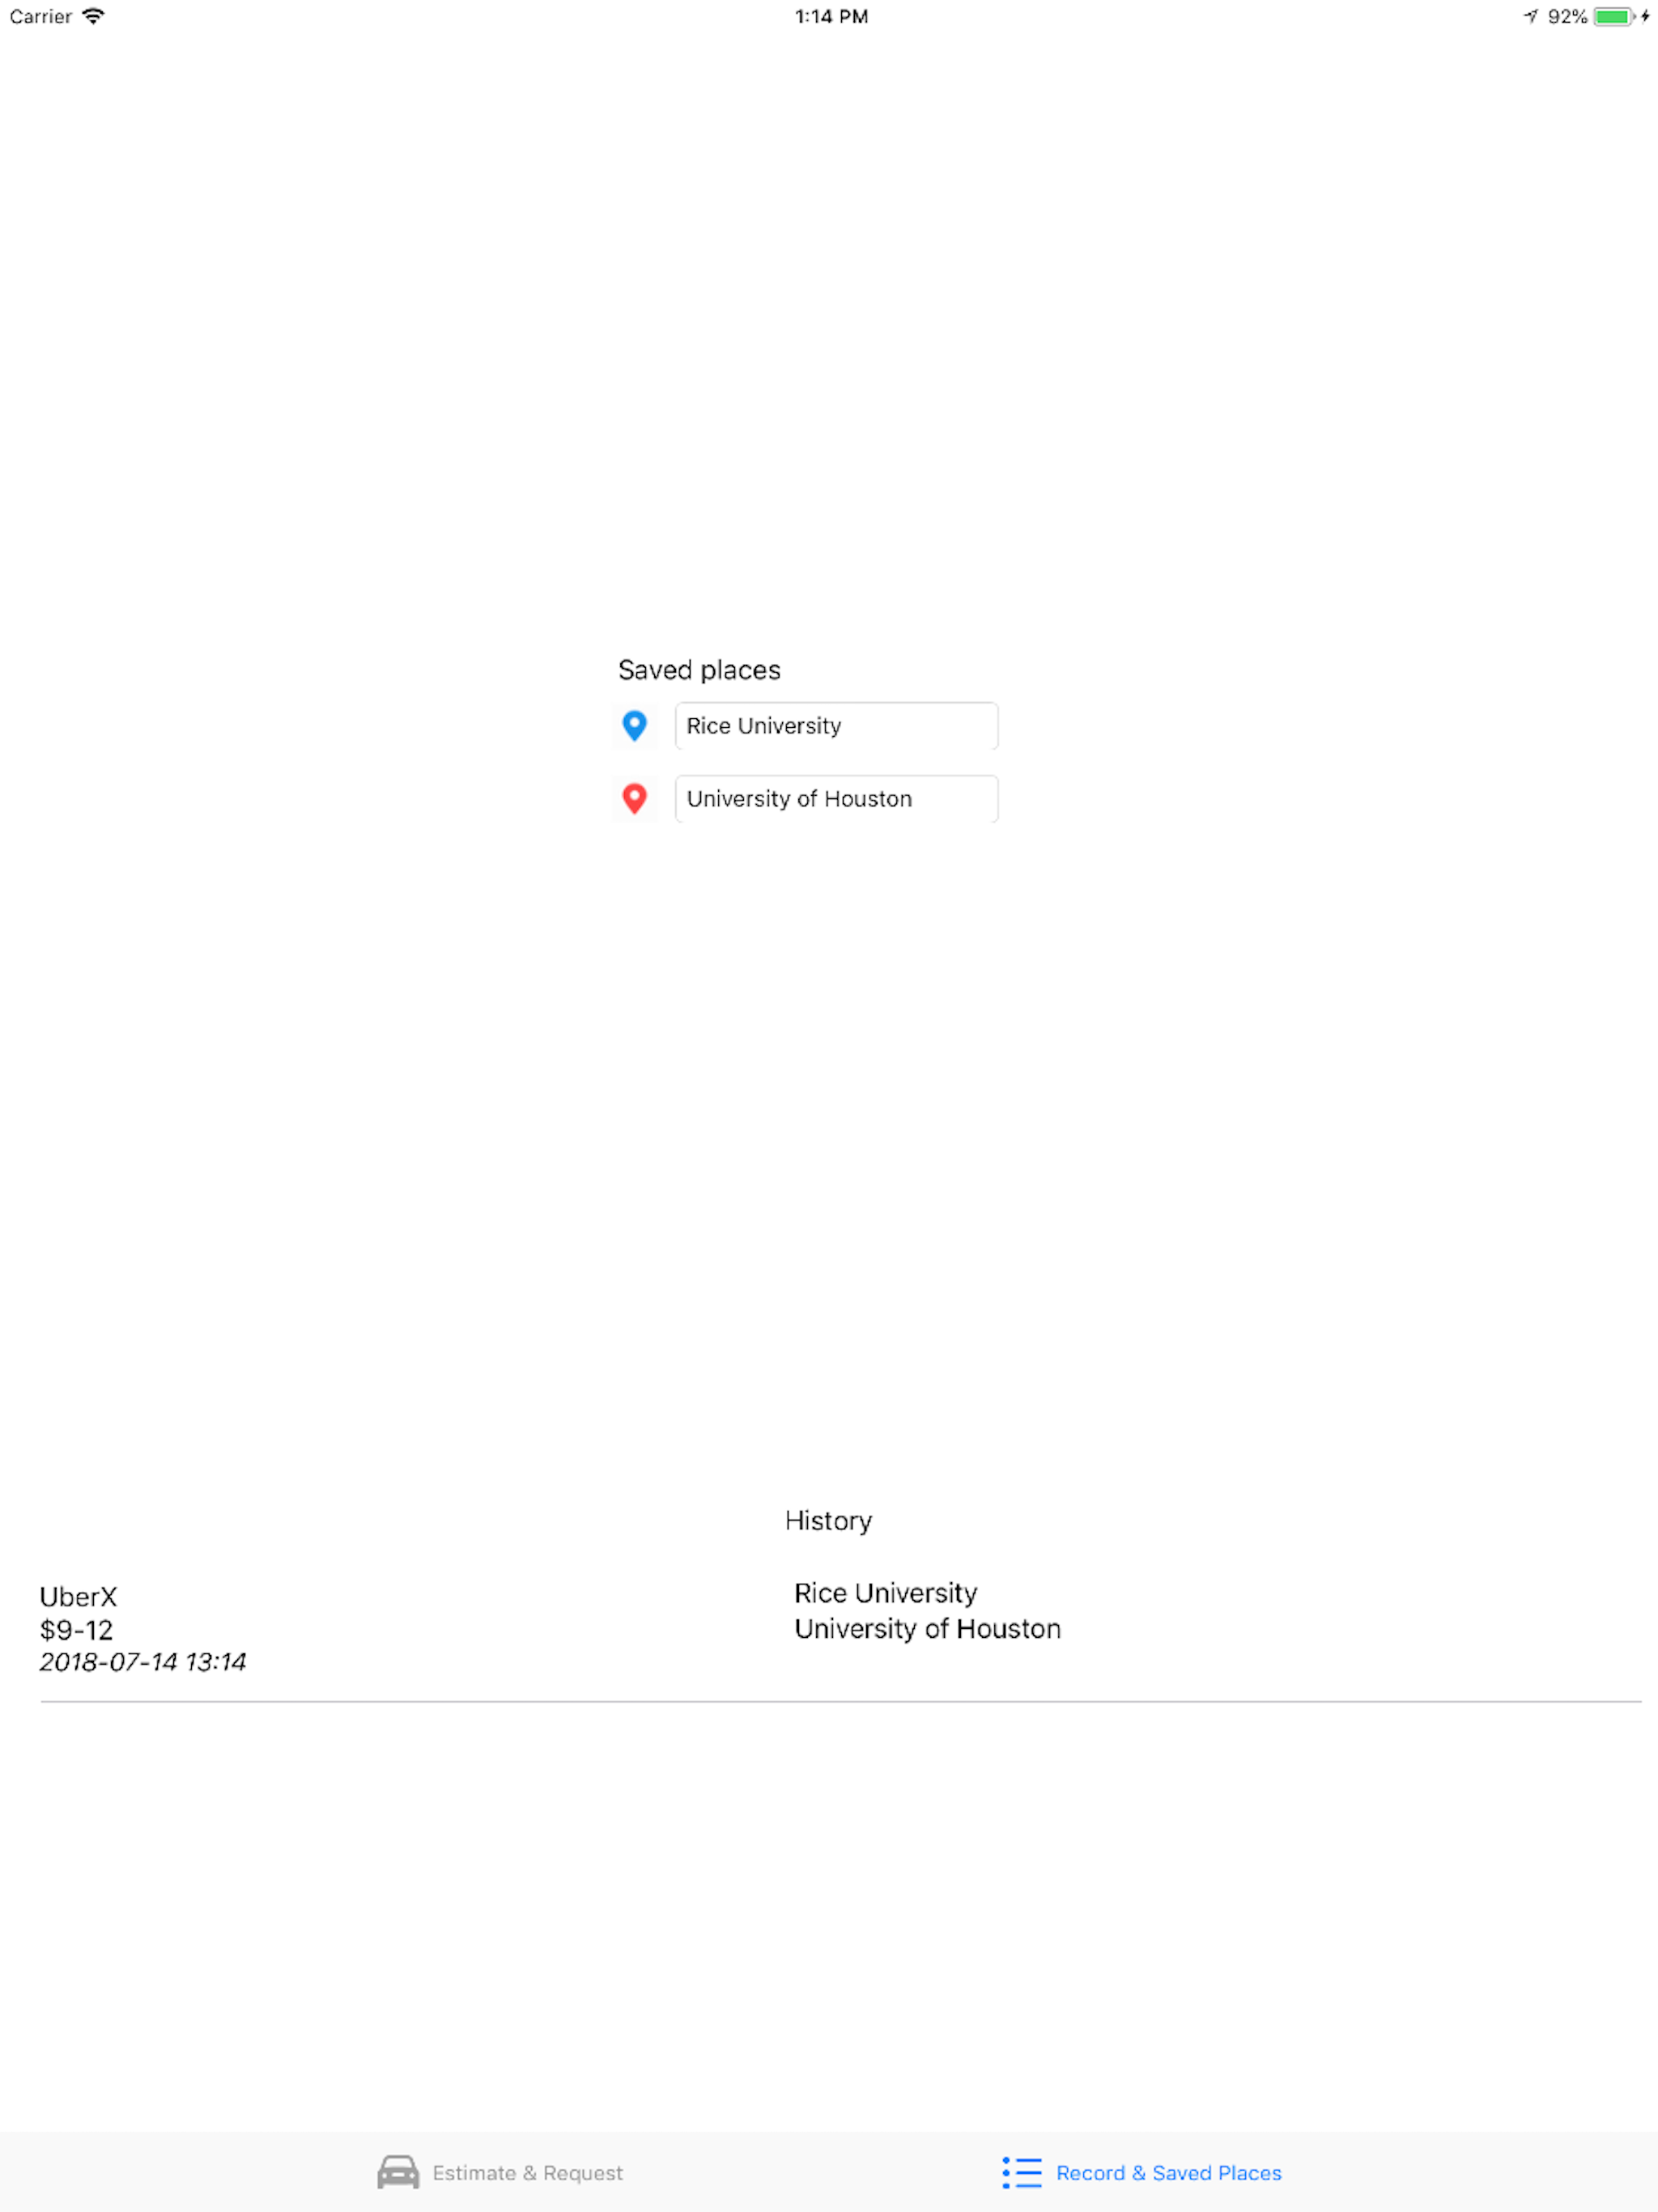 Carrier 1:14 PM 92%
Saved places
Rice University
University of Houston
History
UberX
$9-12
2018-07-14 13:14
Rice University
University of Houston
Estimate & Request
Record & Saved Places